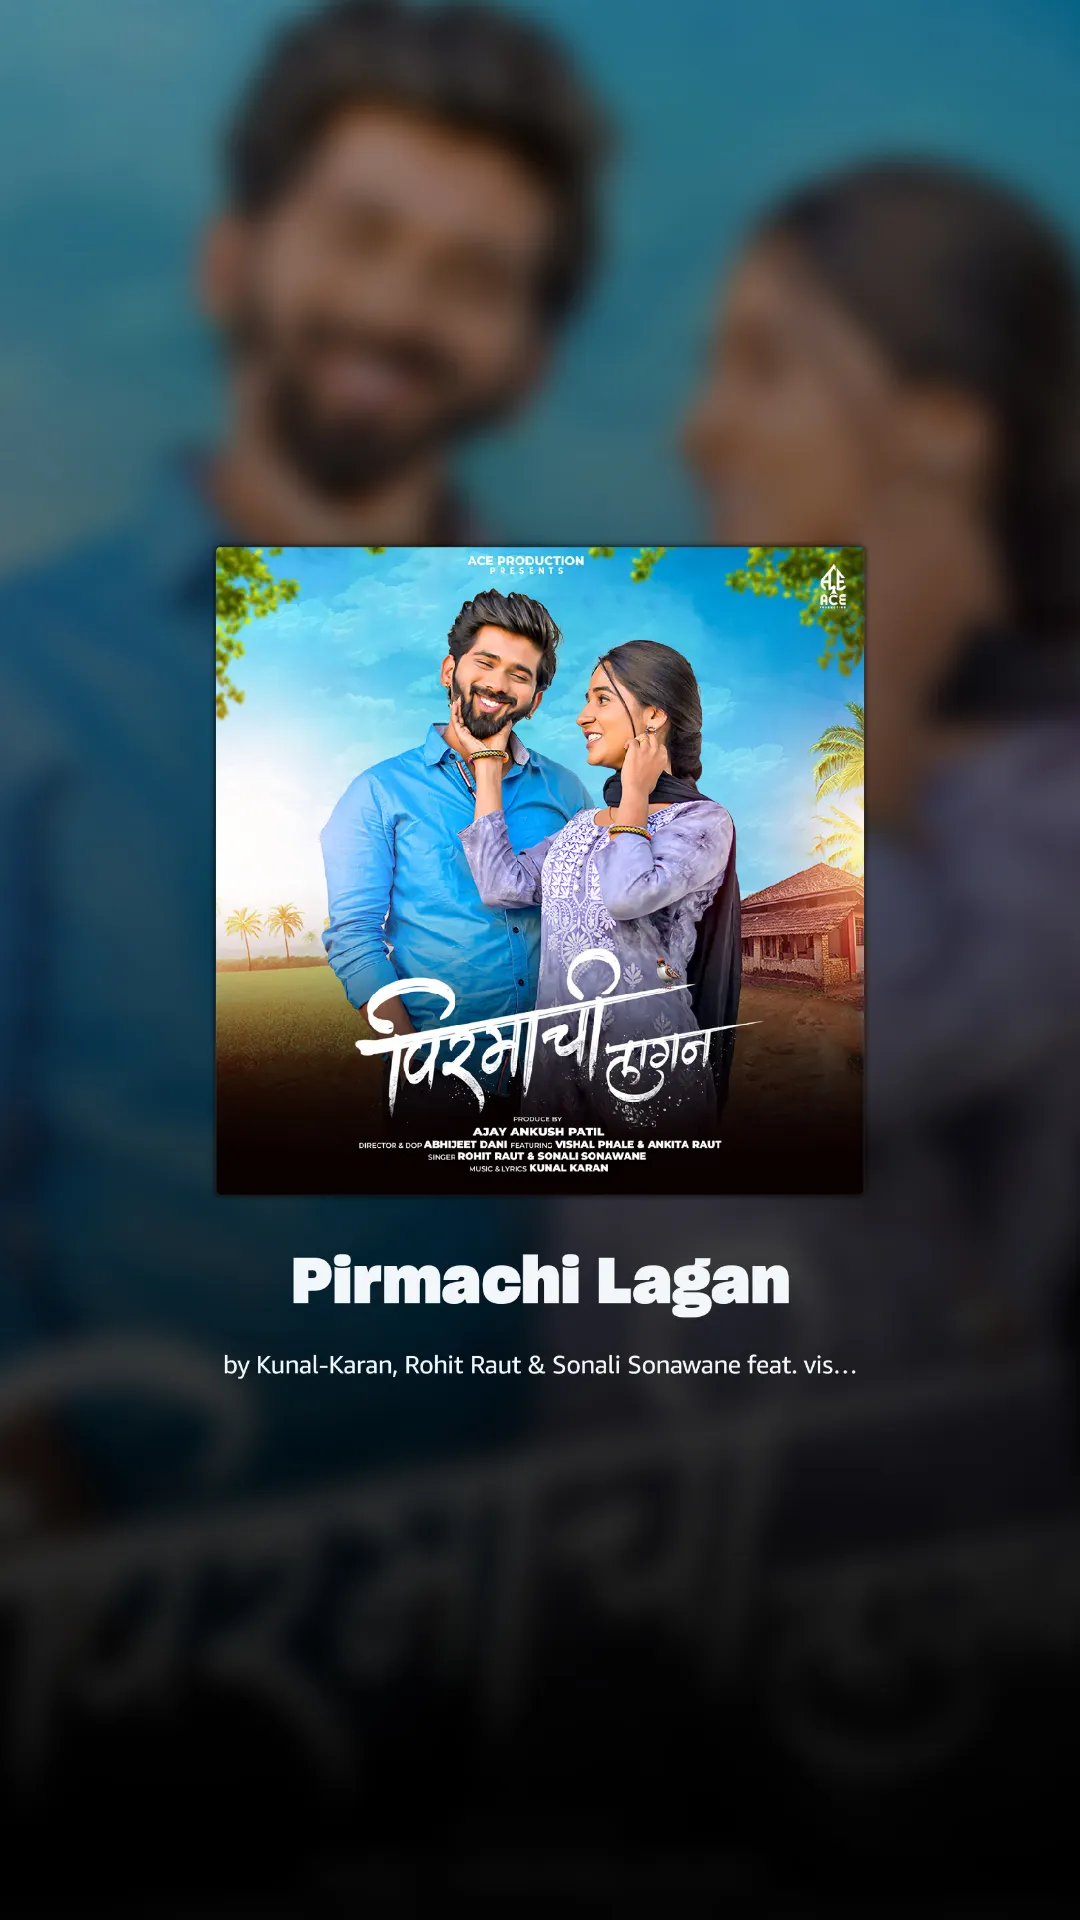 ACE PRODUCTION
PRESENTS
ACE
पिरमाची
लागन
PRODUCE BY
AJAY ANKUSH PATIL
DIRECTOR & DOP ABHIJEET DANI FEATURING VISHAL PHALE & ANKITA RAUT
SINGER ROHIT RAUT & SONALI SONAWANE
MUSIC & LYRICS KUNAL KARAN
Pirmachi Lagan
by Kunal-Karan, Rohit Raut & Sonali Sonawane feat. vis…